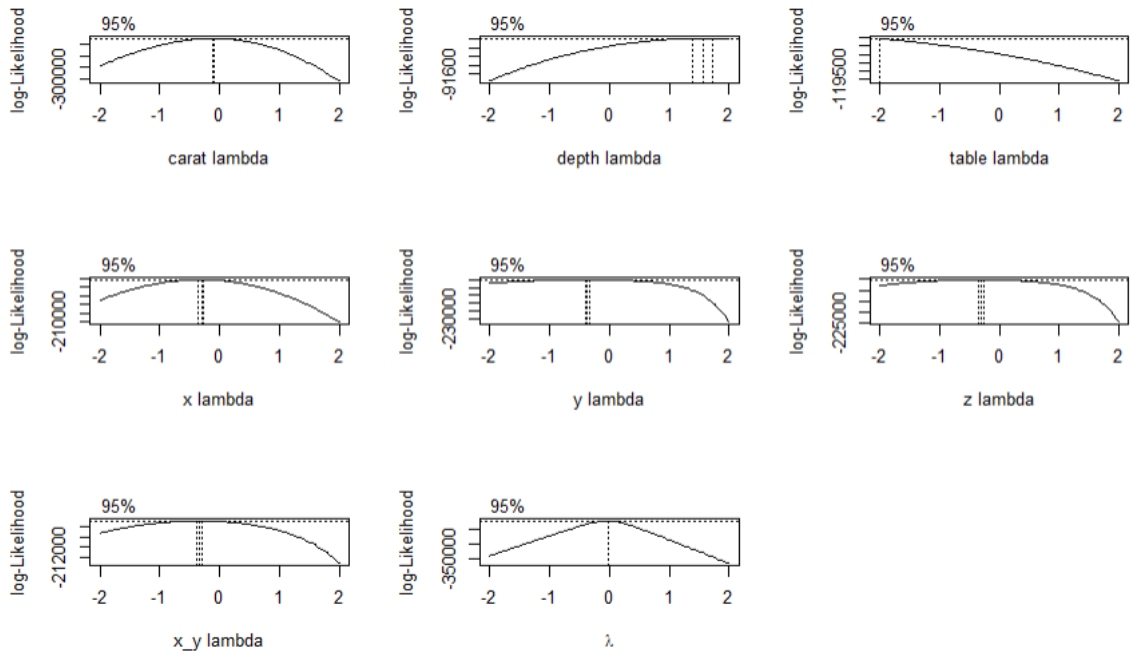 95% 95% 95%
log-Likelihood -300000 log-Likelihood -91600 log-Likelihood -119500
-2 -1 0 1 2 -2 -1 0 1 2 -2 -1 0 1 2
carat lambda depth lambda table lambda
95% 95% 95%
log-Likelihood -210000 log-Likelihood -230000 log-Likelihood -225000
-2 -1 0 1 2 -2 -1 0 1 2 -2 -1 0 1 2
x lambda y lambda z lambda
95% 95%
log-Likelihood -212000 log-Likelihood -350000
-2 -1 0 1 2 -2 -1 0 1 2
x_y lambda λ